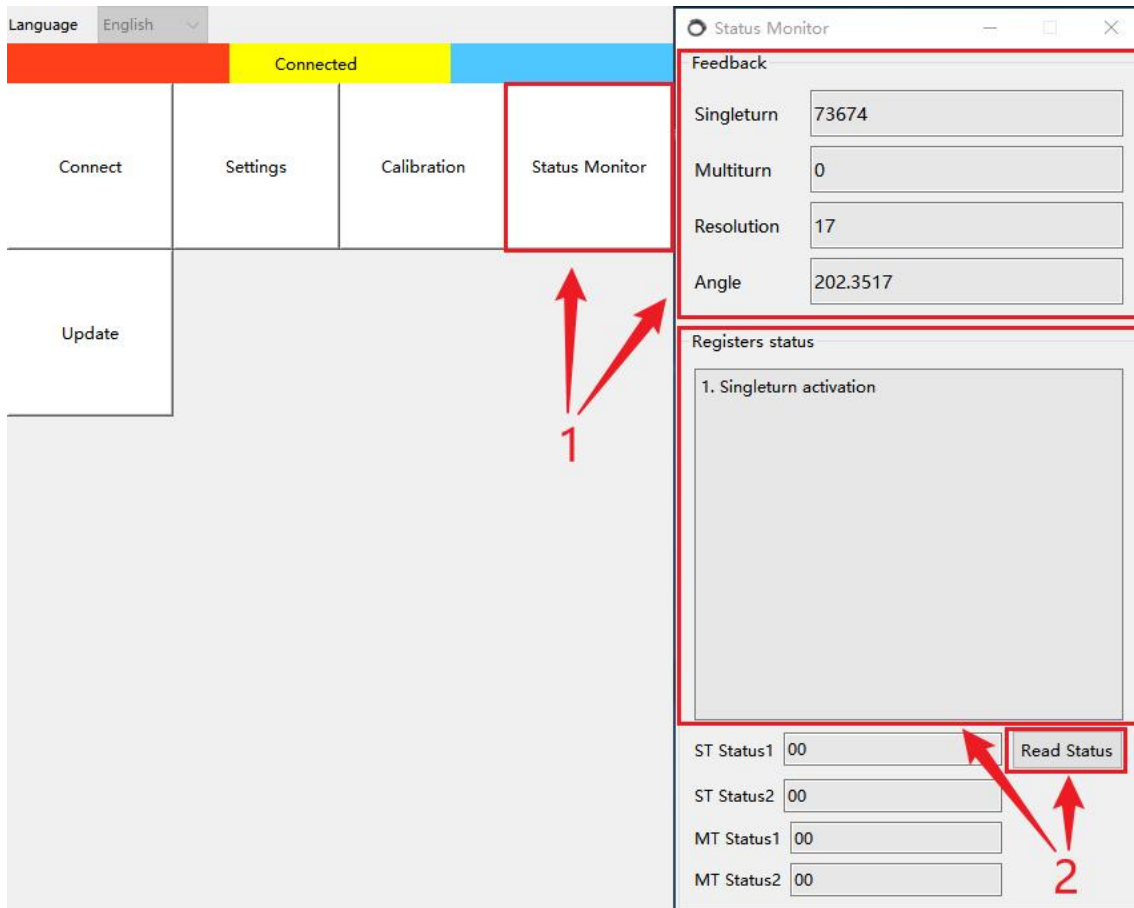 Language English
Connected
Connect
Settings
Calibration
Status Monitor
Update
1
Status Monitor
Feedback
Singleturn 73674
Multiturn 0
Resolution 17
Angle 202.3517
Registers status
1. Singleturn activation
ST Status1 00
Read Status
ST Status2 00
MT Status1 00
MT Status2 00
2